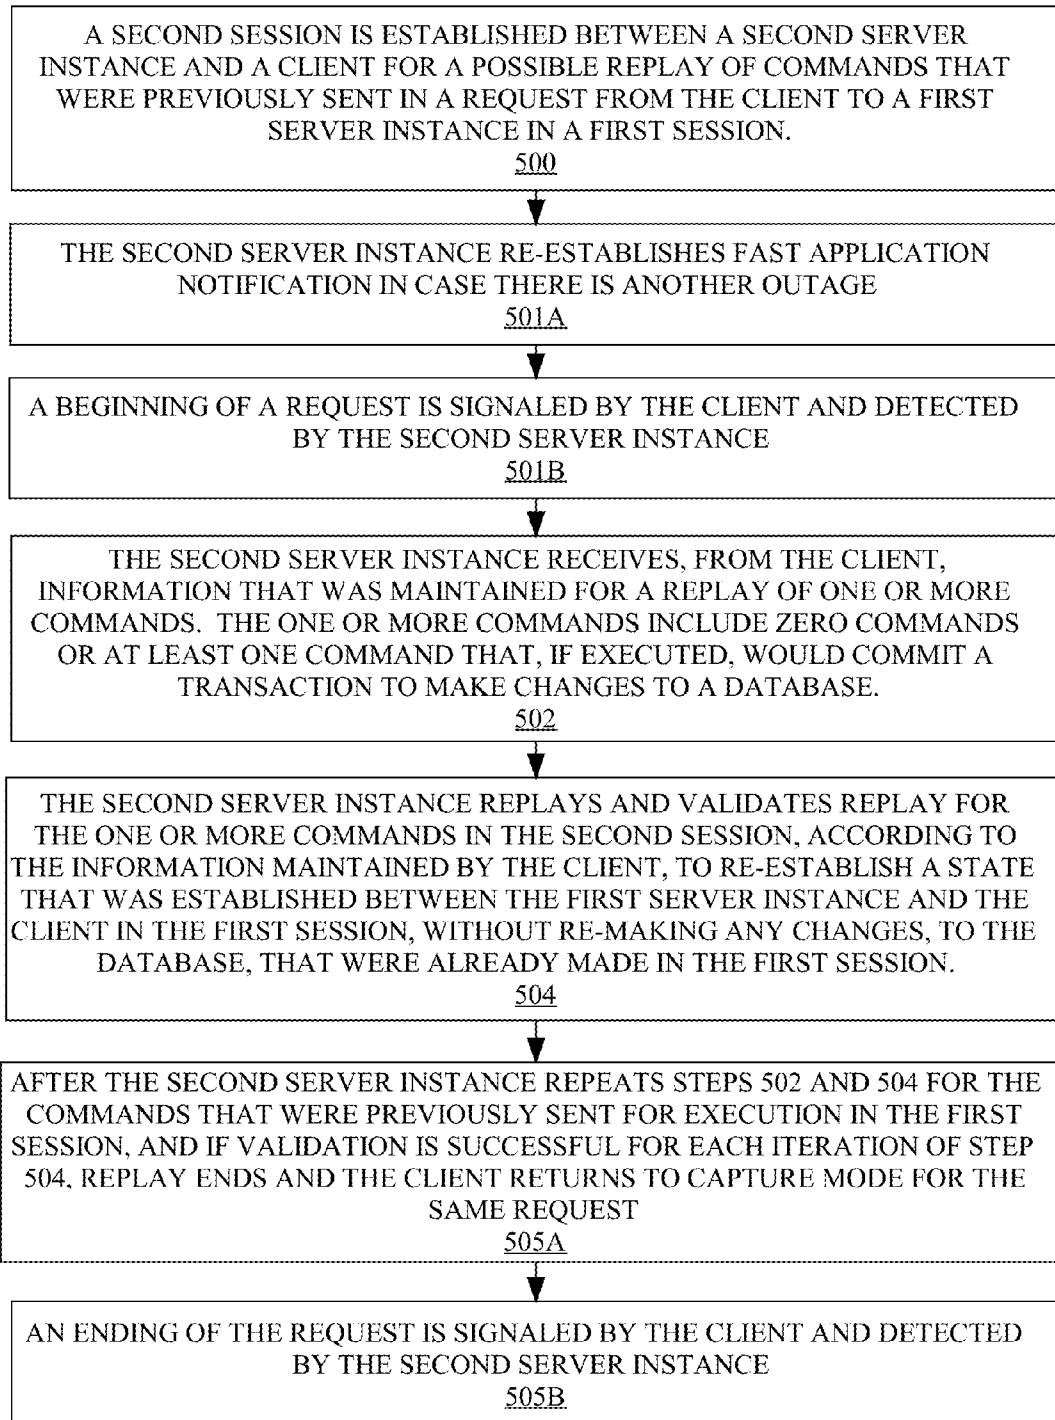 A SECOND SESSION IS ESTABLISHED BETWEEN A SECOND SERVER
INSTANCE AND A CLIENT FOR A POSSIBLE REPLAY OF COMMANDS THAT
WERE PREVIOUSLY SENT IN A REQUEST FROM THE CLIENT TO A FIRST
SERVER INSTANCE IN A FIRST SESSION.
500
THE SECOND SERVER INSTANCE RE-ESTABLISHES FAST APPLICATION
NOTIFICATION IN CASE THERE IS ANOTHER OUTAGE
501A
A BEGINNING OF A REQUEST IS SIGNALED BY THE CLIENT AND DETECTED
BY THE SECOND SERVER INSTANCE
501B
THE SECOND SERVER INSTANCE RECEIVES, FROM THE CLIENT,
INFORMATION THAT WAS MAINTAINED FOR A REPLAY OF ONE OR MORE
COMMANDS. THE ONE OR MORE COMMANDS INCLUDE ZERO COMMANDS
OR AT LEAST ONE COMMAND THAT, IF EXECUTED, WOULD COMMIT A
TRANSACTION TO MAKE CHANGES TO A DATABASE.
502
THE SECOND SERVER INSTANCE REPLAYS AND VALIDATES REPLAY FOR
THE ONE OR MORE COMMANDS IN THE SECOND SESSION, ACCORDING TO
THE INFORMATION MAINTAINED BY THE CLIENT, TO RE-ESTABLISH A STATE
THAT WAS ESTABLISHED BETWEEN THE FIRST SERVER INSTANCE AND THE
CLIENT IN THE FIRST SESSION, WITHOUT RE-MAKING ANY CHANGES, TO THE
DATABASE, THAT WERE ALREADY MADE IN THE FIRST SESSION.
504
AFTER THE SECOND SERVER INSTANCE REPEATS STEPS 502 AND 504 FOR THE
COMMANDS THAT WERE PREVIOUSLY SENT FOR EXECUTION IN THE FIRST
SESSION, AND IF VALIDATION IS SUCCESSFUL FOR EACH ITERATION OF STEP
504, REPLAY ENDS AND THE CLIENT RETURNS TO CAPTURE MODE FOR THE
SAME REQUEST
505A
AN ENDING OF THE REQUEST IS SIGNALED BY THE CLIENT AND DETECTED
BY THE SECOND SERVER INSTANCE
505B